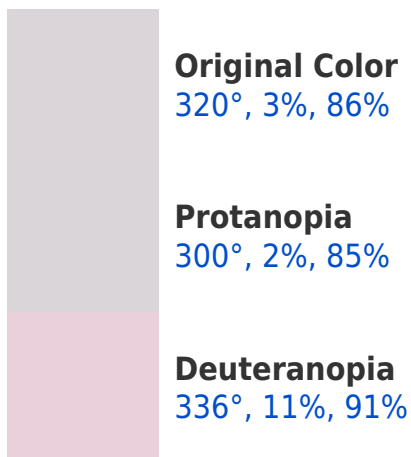 Original Color
320°, 3%, 86%
Protanopia
300°, 2%, 85%
Deuteranopia
336°, 11%, 91%